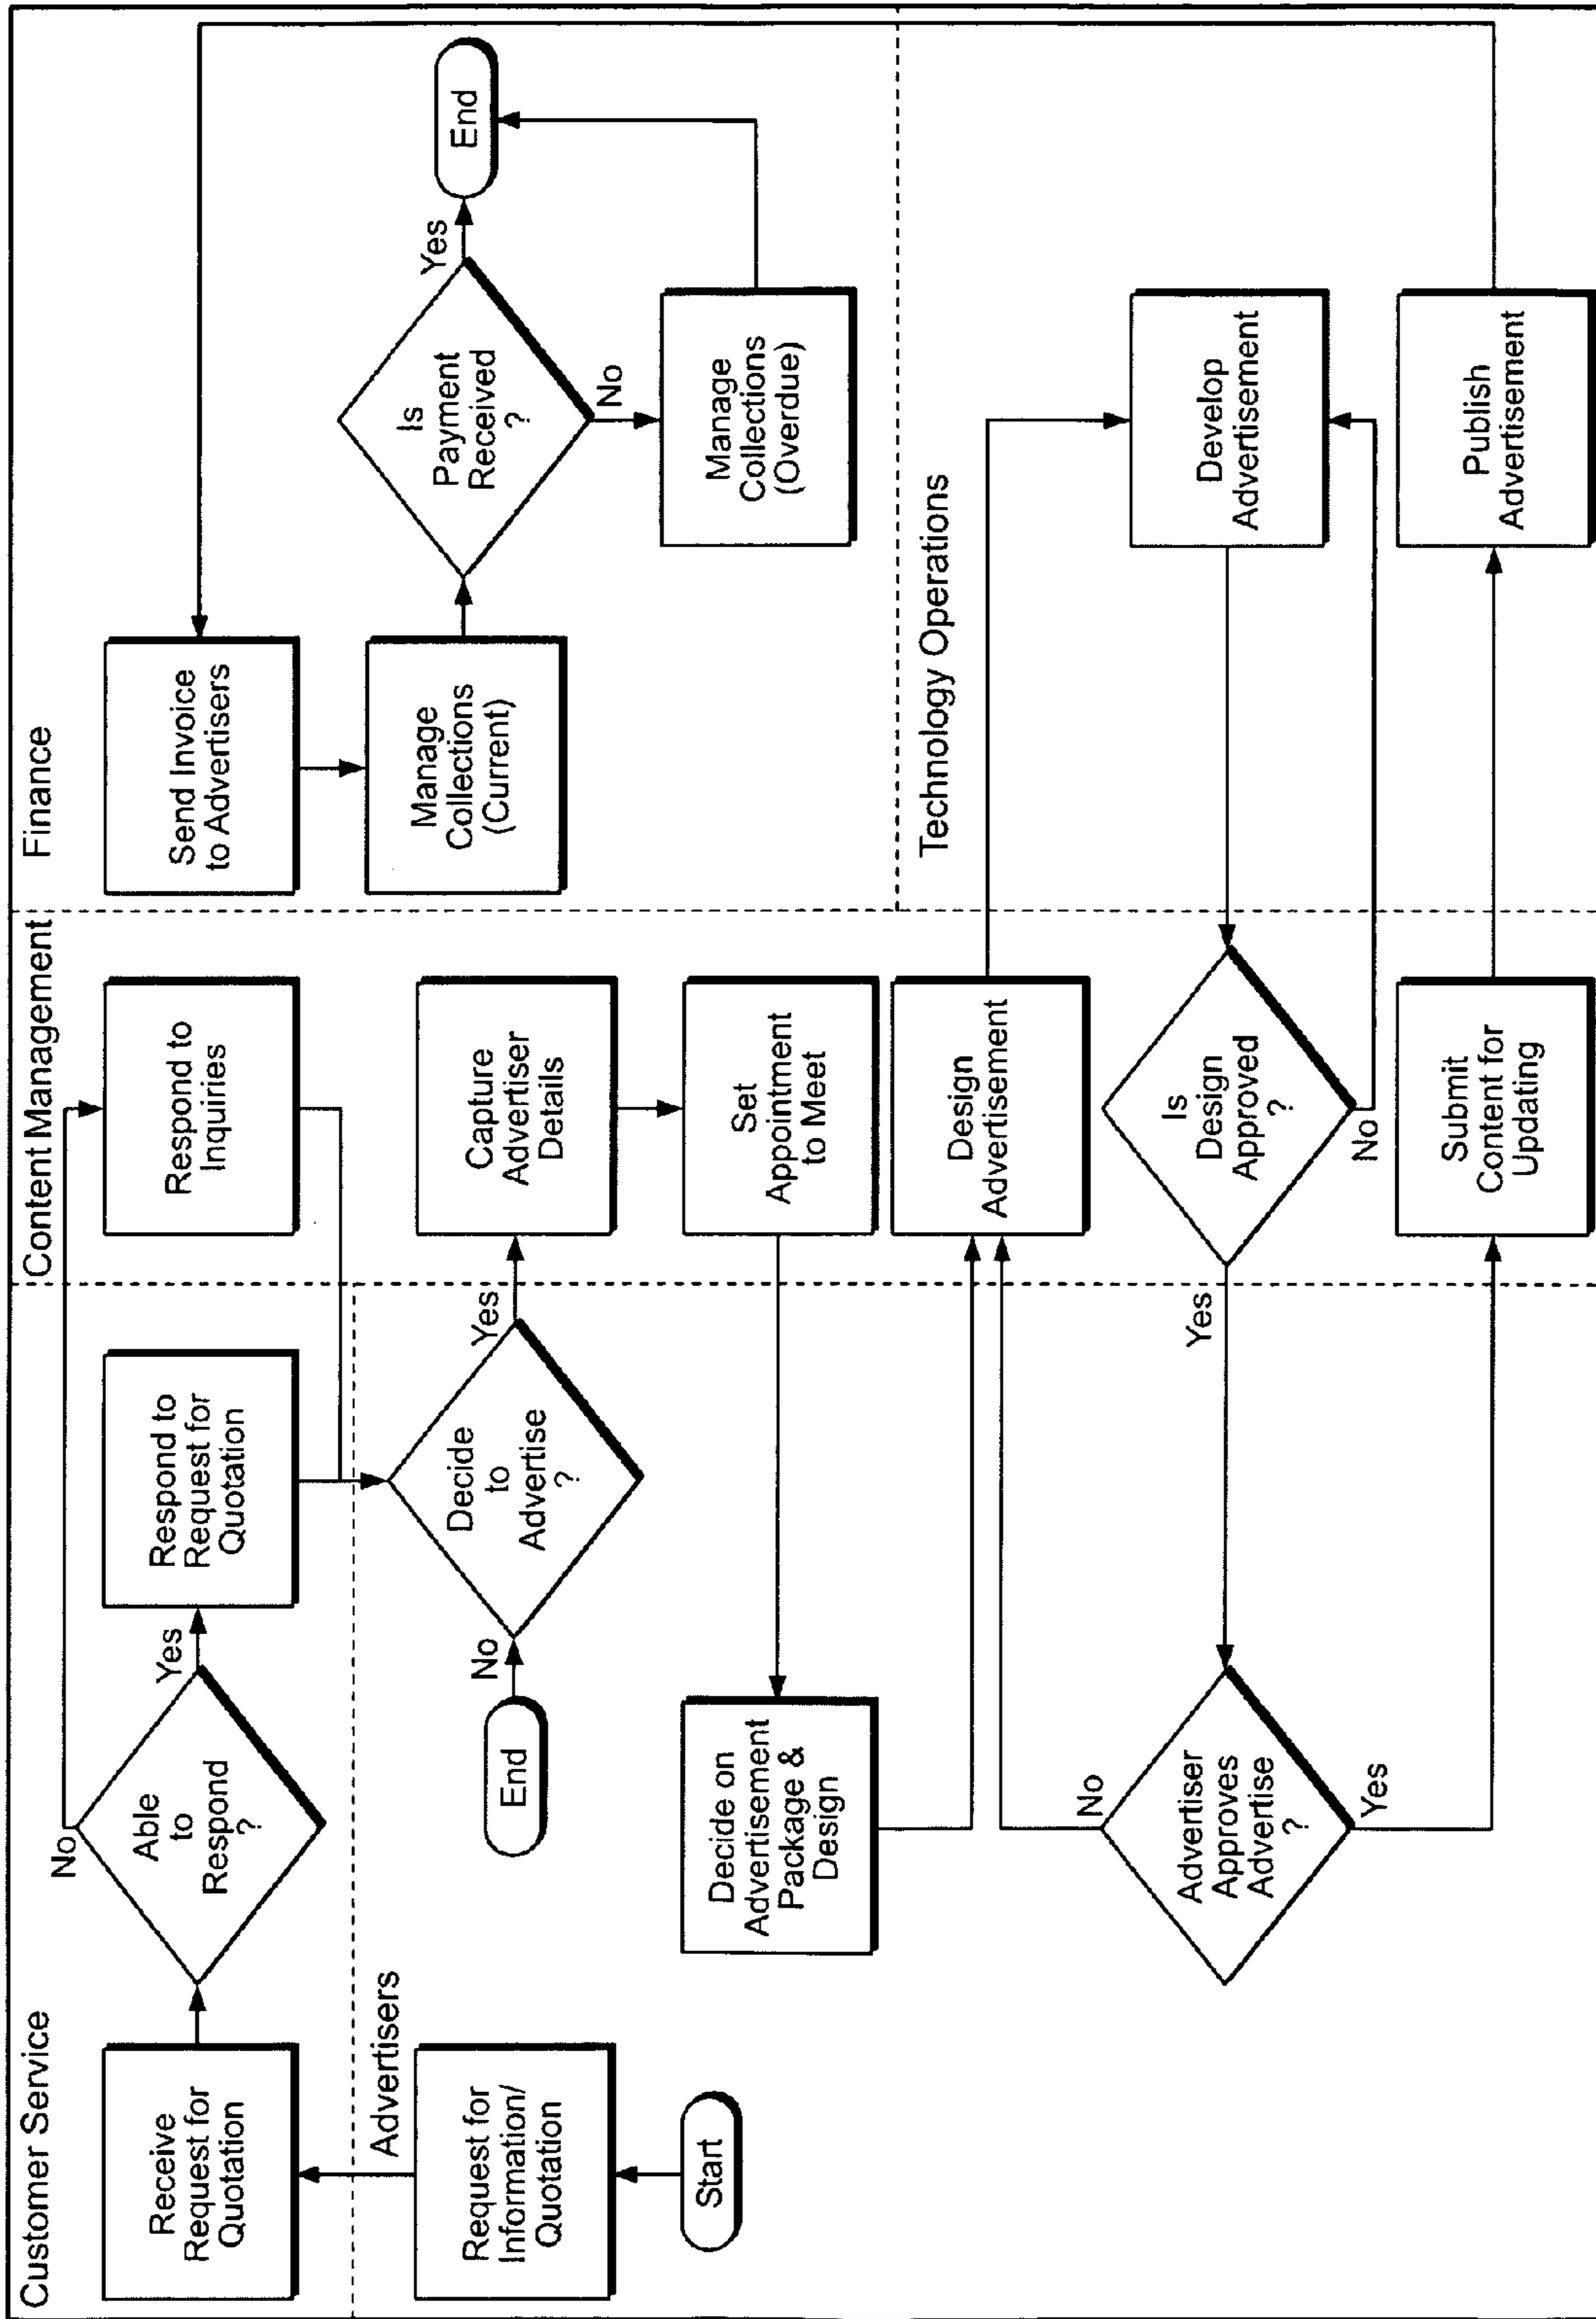 Customer Service
Receive
Request for
Quotation
Able
to
Respond
?
No
Yes
Respond to
Request for
Quotation
Advertisers
Request for
Information/
Quotation
Start
End
No
Decide
to
Advertise
?
Yes
Decide on
Advertisement
Package &
Design
Advertiser
Approves
Advertise
?
No
Yes
Content Management
Respond to
Inquiries
Capture
Advertiser
Details
Set
Appointment
to Meet
Design
Advertisement
Is
Design
Approved
?
Yes
No
Submit
Content for
Updating
Finance
Send Invoice
to Advertisers
Manage
Collections
(Current)
Is
Payment
Received
?
Yes
No
End
Manage
Collections
(Overdue)
Technology Operations
Develop
Advertisement
Publish
Advertisement